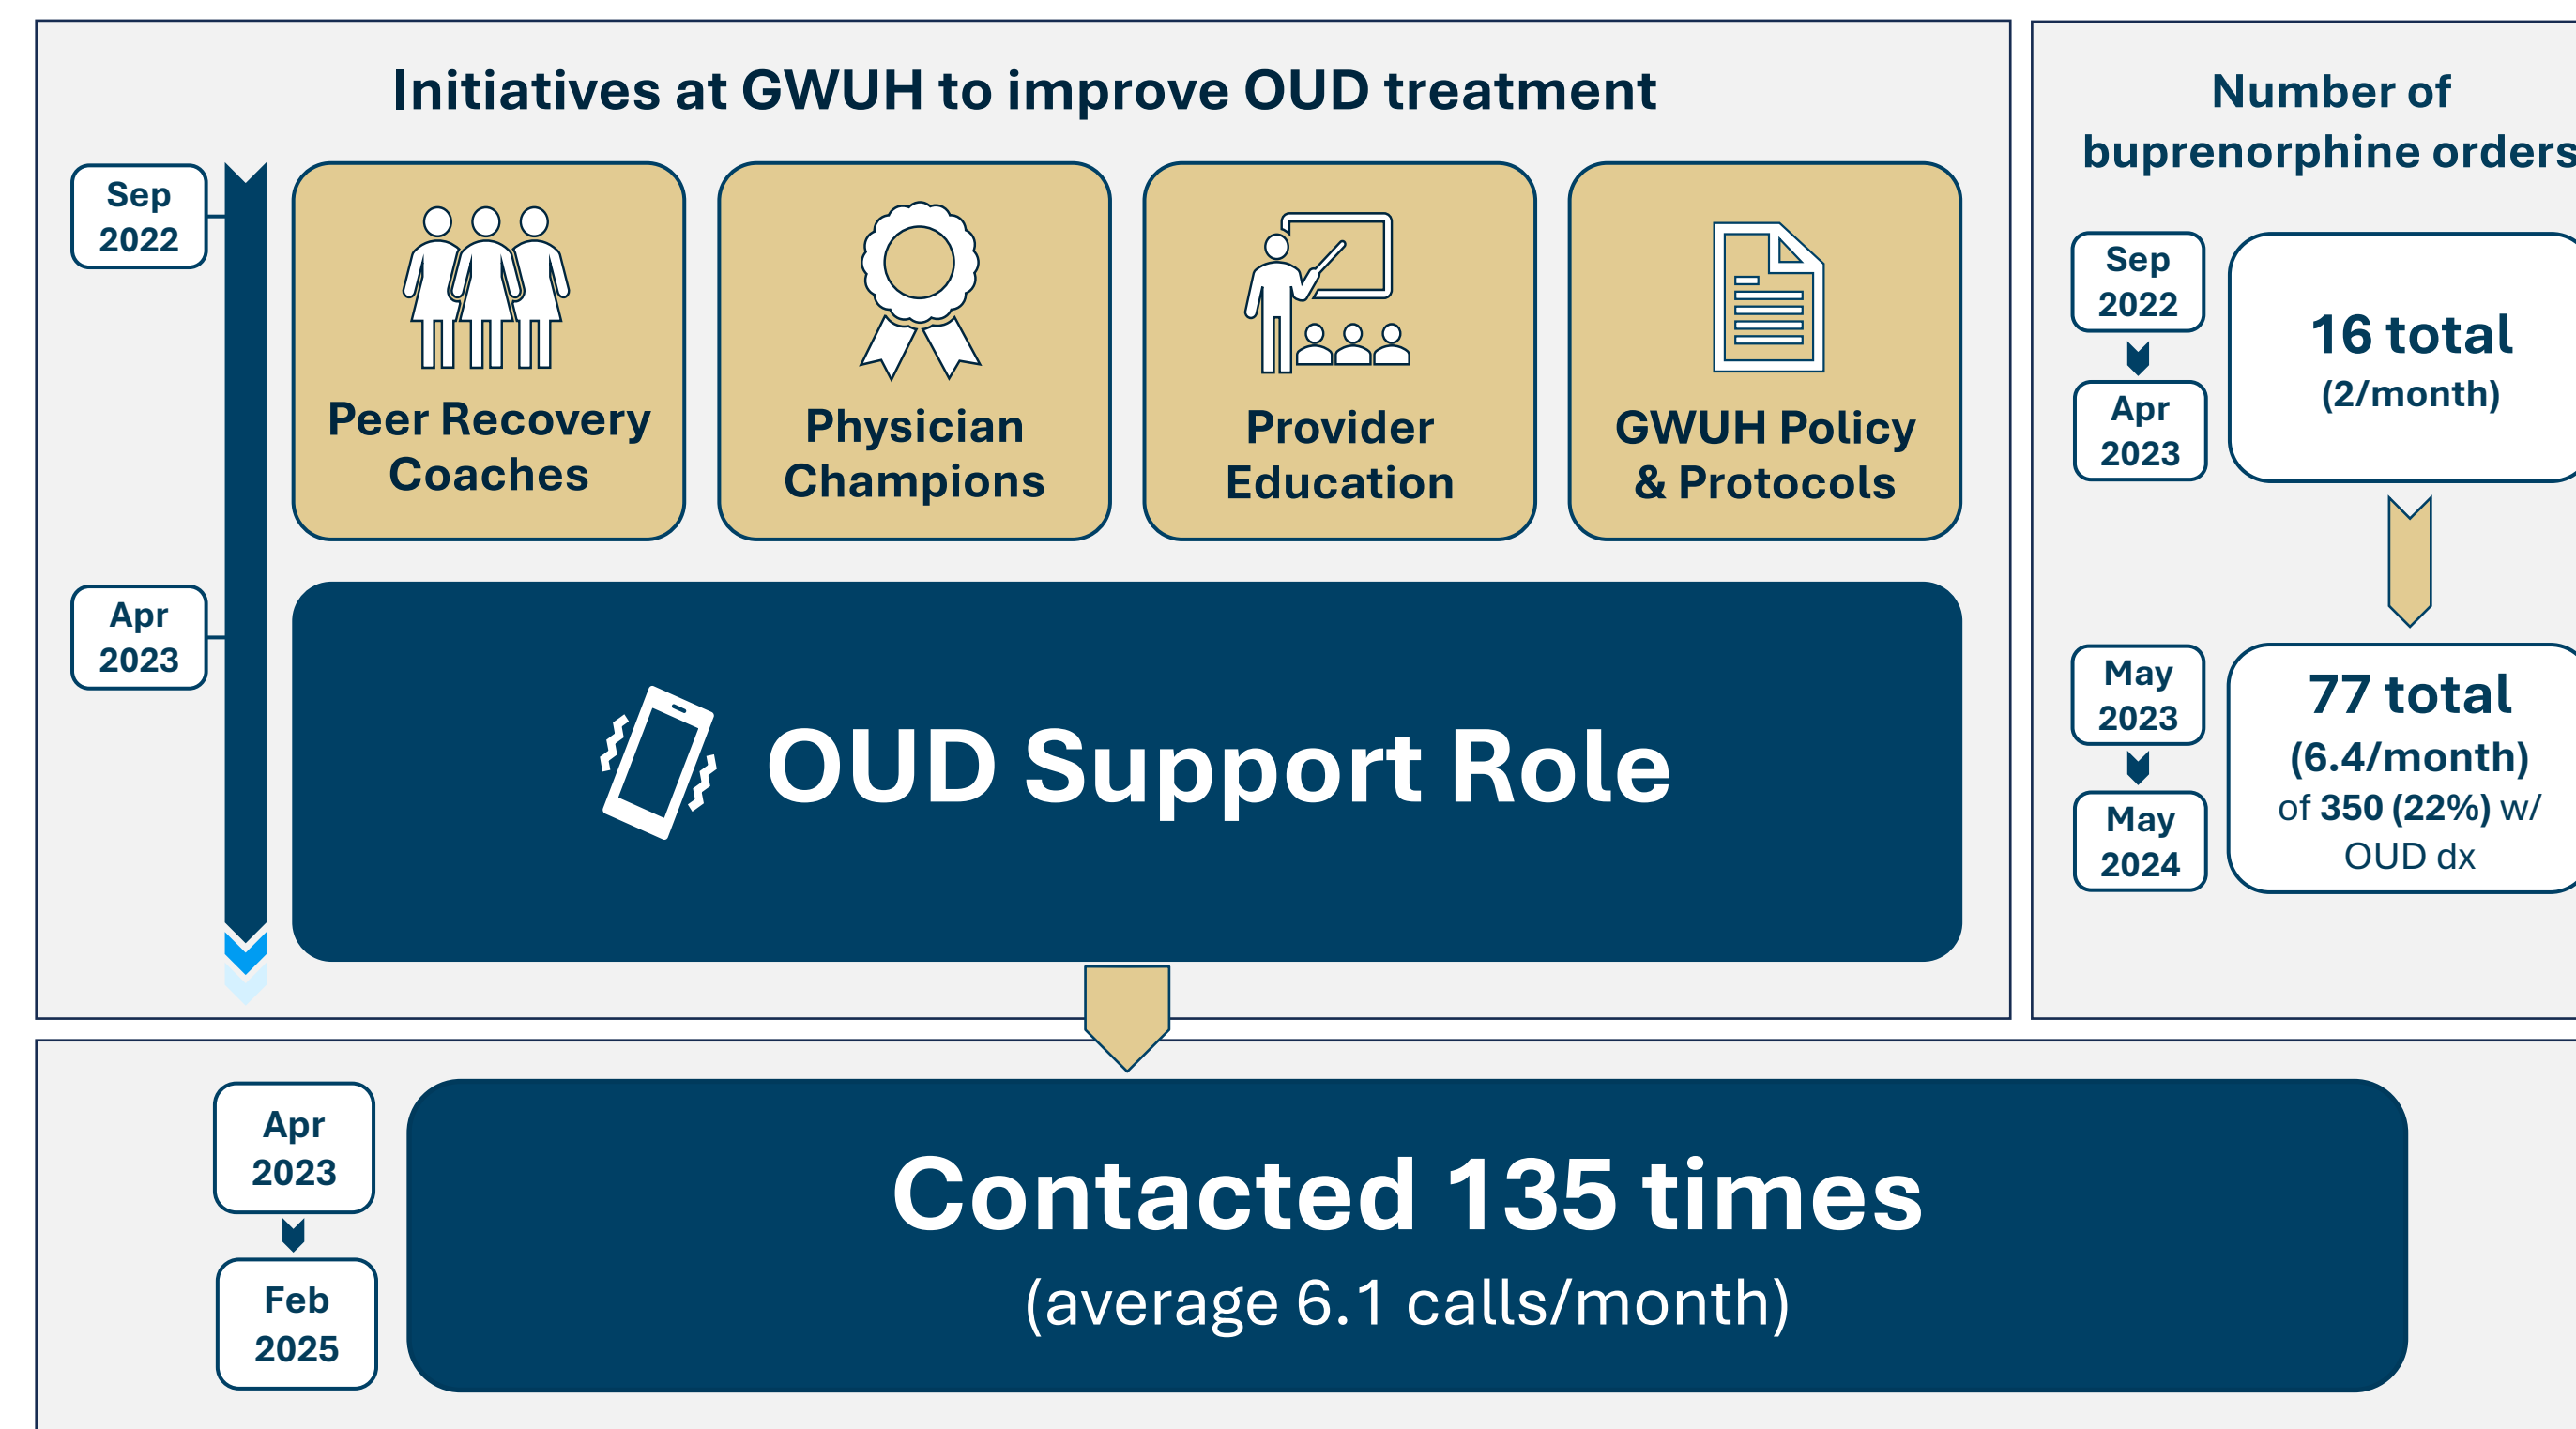 Initiatives at GWUH to improve OUD treatment
Sep
2022
Peer Recovery
Coaches
Physician
Champions
Provider
Education
GWUH Policy
& Protocols
Apr
2023
OUD Support Role
Number of
buprenorphine orders
Sep
2022
Apr
2023
16 total
(2/month)
May
2023
May
2024
77 total
(6.4/month)
of 350 (22%) w/
OUD dx
Apr
2023
Feb
2025
Contacted 135 times
(average 6.1 calls/month)